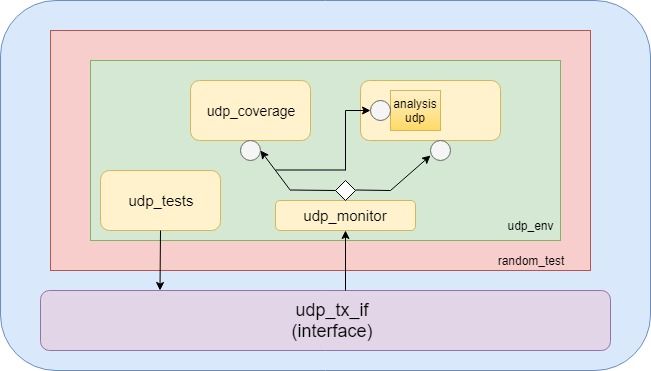 udp_coverage
analysis
udp
udp_tests
udp_monitor
udp_env
random_test
udp_tx_if
(interface)